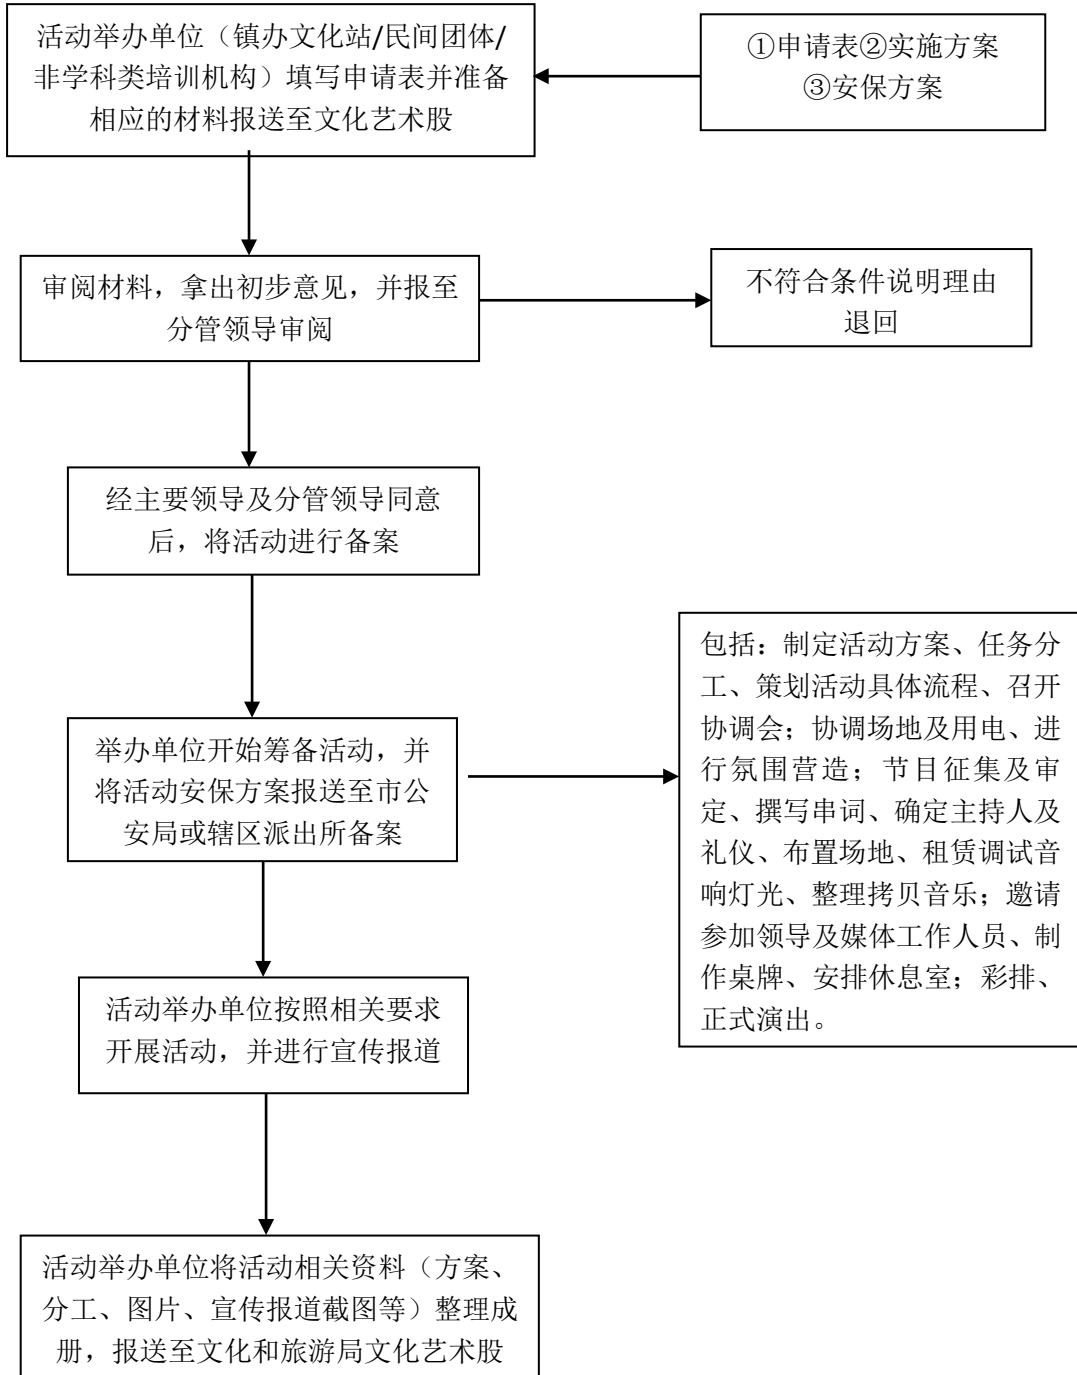 活动举办单位（镇办文化站/民间团体/
非学科类培训机构）填写申请表并准备
相应的材料报送至文化艺术股
①申请表②实施方案
③安保方案
审阅材料，拿出初步意见，并报至
分管领导审阅
不符合条件说明理由
退回
经主要领导及分管领导同意
后，将活动进行备案
举办单位开始筹备活动，并
将活动安保方案报送至市公
安局或辖区派出所备案
包括：制定活动方案、任务分
工、策划活动具体流程、召开
协调会；协调场地及用电、进
行氛围营造；节目征集及审
定、撰写串词、确定主持人及
礼仪、布置场地、租赁调试音
响灯光、整理拷贝音乐；邀请
参加领导及媒体工作人员、制
作桌牌、安排休息室；彩排、
正式演出。
活动举办单位按照相关要求
开展活动，并进行宣传报道
活动举办单位将活动相关资料（方案、
分工、图片、宣传报道截图等）整理成
册，报送至文化和旅游局文化艺术股